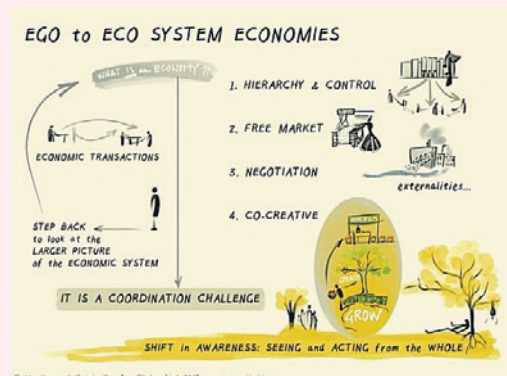 EGO to ECO SYSTEM ECONOMIES
WHAT IS an ECONOMY?!!
ECONOMIC TRANSACTIONS
STEP BACK
to look at the
LARGER PICTURE
of the ECONOMIC SYSTEM
IT IS A COORDINATION CHALLENGE
1. HIERARCHY & CONTROL
2. FREE MARKET
3. NEGOTIATION
externalities...
4. CO-CREATIVE
GROW
SHIFT in AWARENESS: SEEING and ACTING from the WHOLE